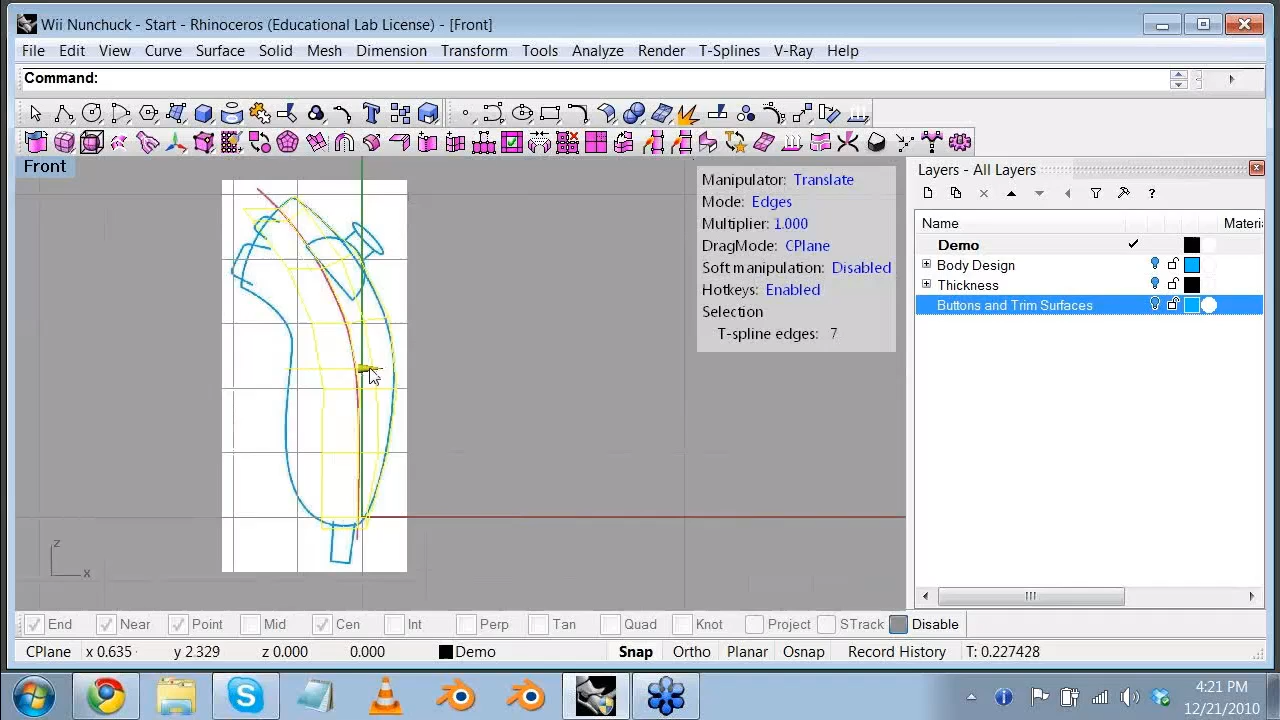 Wii Nunchuck - Start - Rhinoceros (Educational Lab License) - [Front]
File Edit View Curve Surface Solid Mesh Dimension Transform Tools Analyze Render T-Splines V-Ray Help
Command:
Front
Manipulator: Translate
Mode: Edges
Multiplier: 1.000
DragMode: CPlane
Soft manipulation: Disabled
Hotkeys: Enabled
Selection
T-spline edges: 7
z
x
Layers - All Layers
Name Materi
Demo
Body Design
Thickness
Buttons and Trim Surfaces
End Near Point Mid Cen Int Perp Tan Quad Knot Project STrack Disable
CPlane x 0.635 y 2.329 z 0.000 0.000 Demo Snap Ortho Planar Osnap Record History T: 0.227428
4:21 PM
12/21/2010